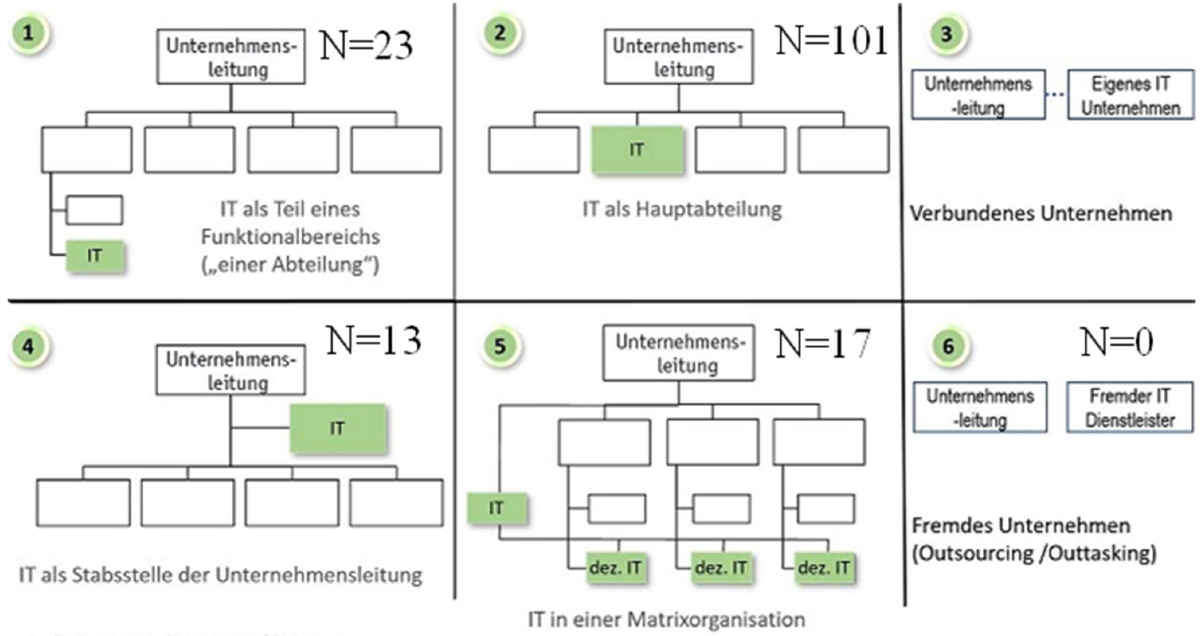 1
Unternehmens-
leitung
N=23
IT
IT als Teil eines
Funktionalbereichs
(„einer Abteilung“)
2
Unternehmens-
leitung
N=101
IT
IT als Hauptabteilung
3
Unternehmens
-leitung
...
Eigenes IT
Unternehmen
Verbundenes Unternehmen
4
Unternehmens-
leitung
N=13
IT
IT als Stabsstelle der Unternehmensleitung
5
Unternehmens-
leitung
N=17
IT
dez. IT
dez. IT
dez. IT
IT in einer Matrixorganisation
6
N=0
Unternehmens
-leitung
Fremder IT
Dienstleister
Fremdes Unternehmen
(Outsourcing /Outtasking)